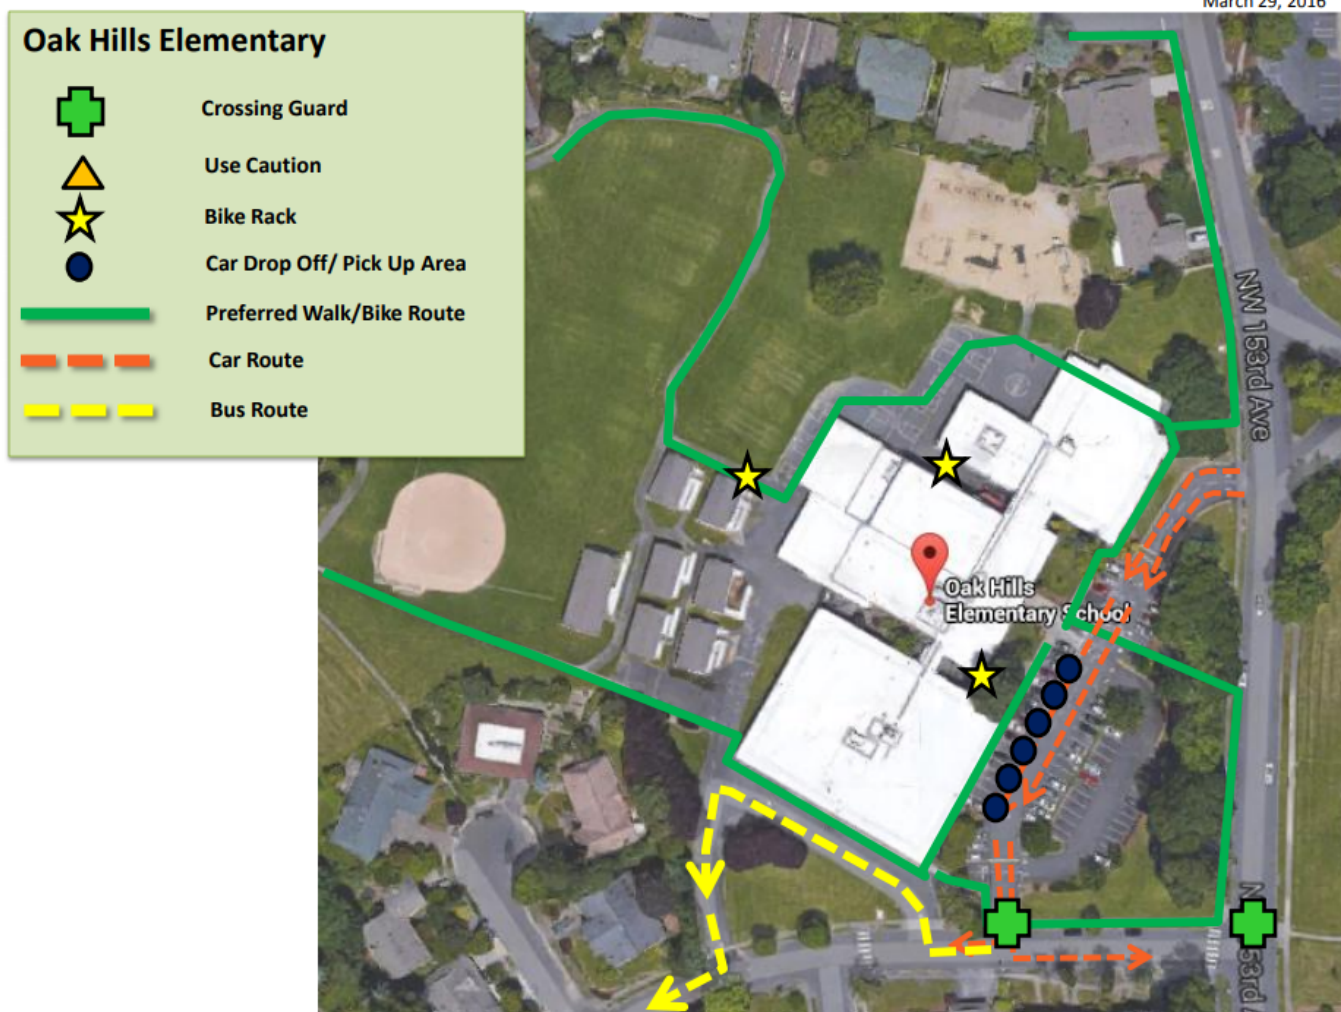 March 29, 2016
Oak Hills Elementary
Crossing Guard
Use Caution
Bike Rack
Car Drop Off/ Pick Up Area
Preferred Walk/Bike Route
Car Route
Bus Route
NW 153rd Ave
Oak Hills
Elementary School
N 53rd